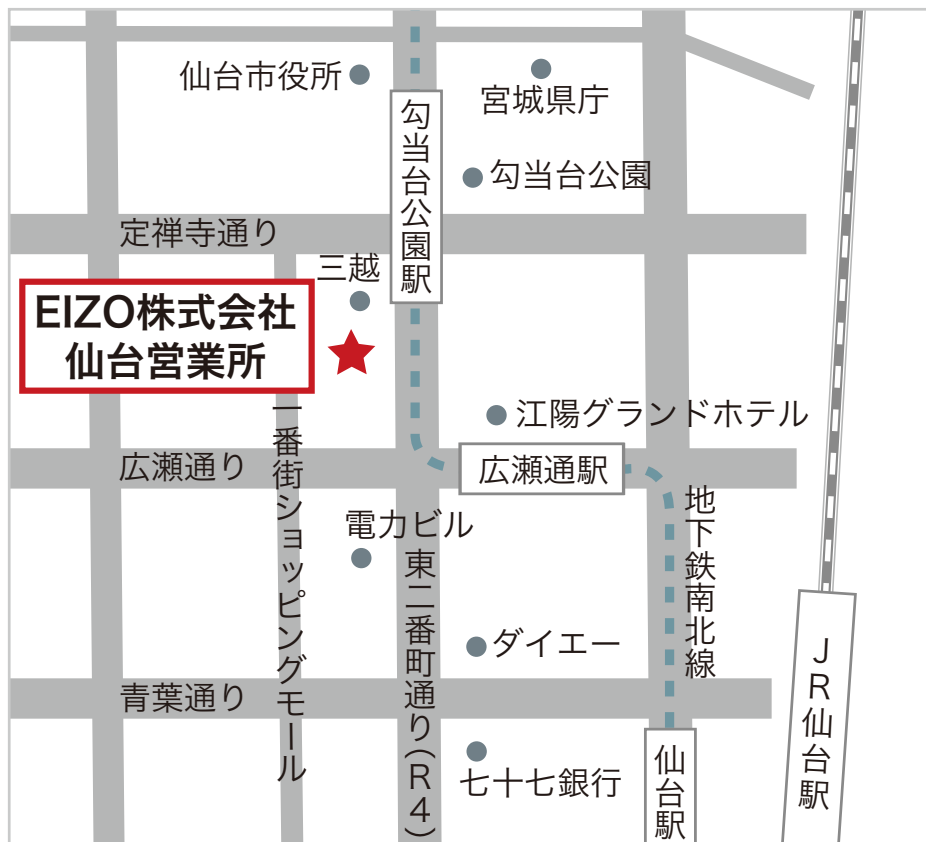 仙台市役所
宮城県庁
勾当台公園駅
勾当台公園
定禅寺通り
三越
EIZO株式会社
仙台営業所
江陽グランドホテル
一番街ショッピングモール
広瀬通り
広瀬通駅
地下鉄南北線
電力ビル
東二番町通り(R4)
ダイエー
JR仙台駅
青葉通り
七十七銀行
仙台駅